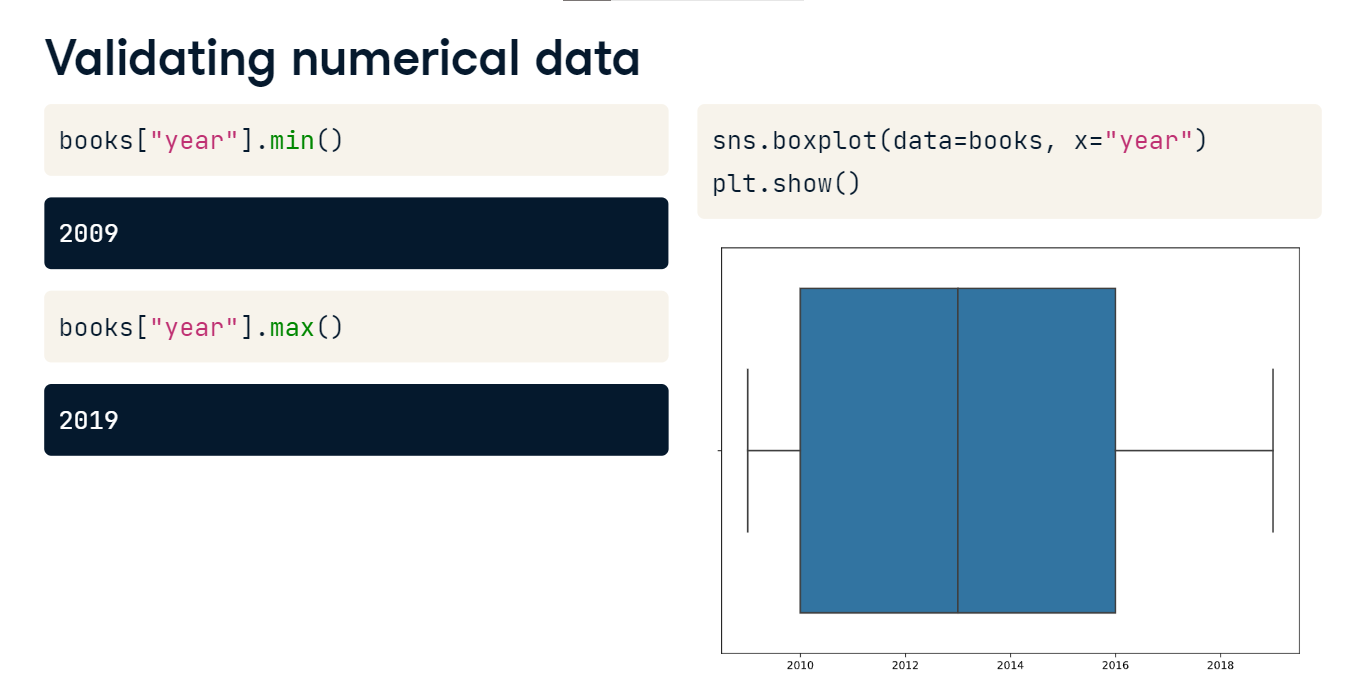 Validating numerical data
books["year"].min()
2009
books["year"].max()
2019
sns.boxplot(data=books, x="year")
plt.show()
2010 2012 2014 2016 2018